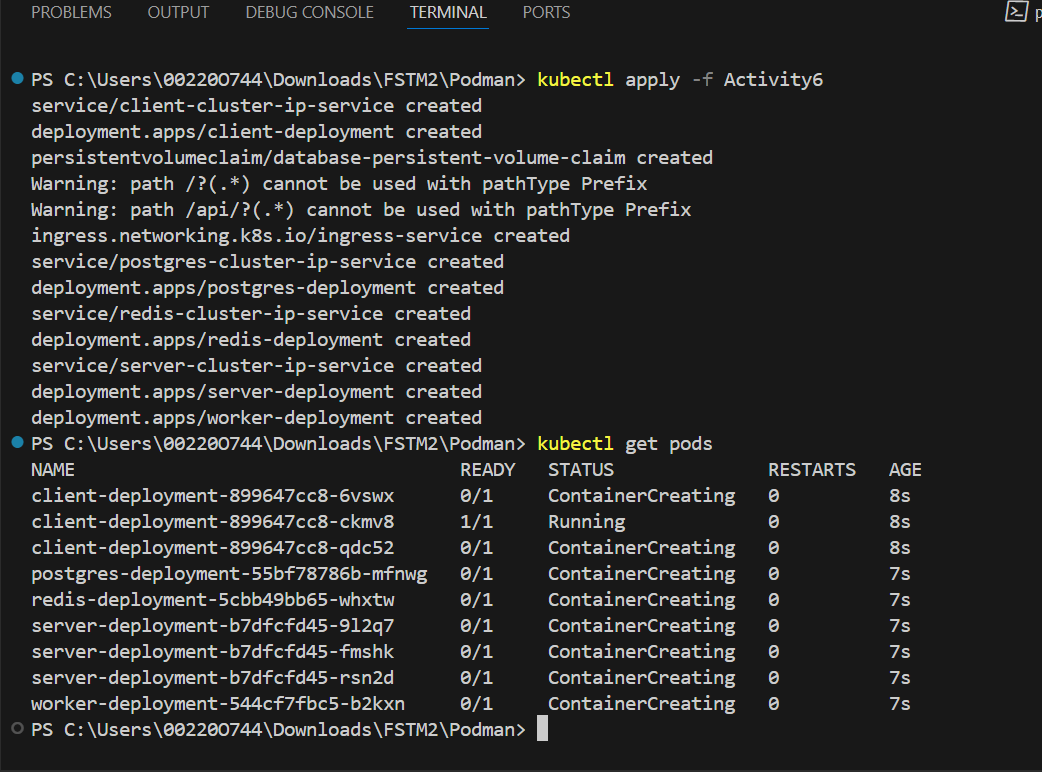 PROBLEMS OUTPUT DEBUG CONSOLE TERMINAL PORTS
PS C:\Users\00220O744\Downloads\FSTM2\Podman> kubectl apply -f Activity6
service/client-cluster-ip-service created
deployment.apps/client-deployment created
persistentvolumeclaim/database-persistent-volume-claim created
Warning: path /?(.*) cannot be used with pathType Prefix
Warning: path /api/?(.*) cannot be used with pathType Prefix
ingress.networking.k8s.io/ingress-service created
service/postgres-cluster-ip-service created
deployment.apps/postgres-deployment created
service/redis-cluster-ip-service created
deployment.apps/redis-deployment created
service/server-cluster-ip-service created
deployment.apps/server-deployment created
deployment.apps/worker-deployment created
PS C:\Users\00220O744\Downloads\FSTM2\Podman> kubectl get pods
NAME READY STATUS RESTARTS AGE
client-deployment-899647cc8-6vswx 0/1 ContainerCreating 0 8s
client-deployment-899647cc8-ckmv8 1/1 Running 0 8s
client-deployment-899647cc8-qdc52 0/1 ContainerCreating 0 8s
postgres-deployment-55bf78786b-mfnwg 0/1 ContainerCreating 0 7s
redis-deployment-5cbb49bb65-whxtw 0/1 ContainerCreating 0 7s
server-deployment-b7dfcfd45-9l2q7 0/1 ContainerCreating 0 7s
server-deployment-b7dfcfd45-fmshk 0/1 ContainerCreating 0 7s
server-deployment-b7dfcfd45-rsn2d 0/1 ContainerCreating 0 7s
worker-deployment-544cf7fbc5-b2kxn 0/1 ContainerCreating 0 7s
PS C:\Users\00220O744\Downloads\FSTM2\Podman>